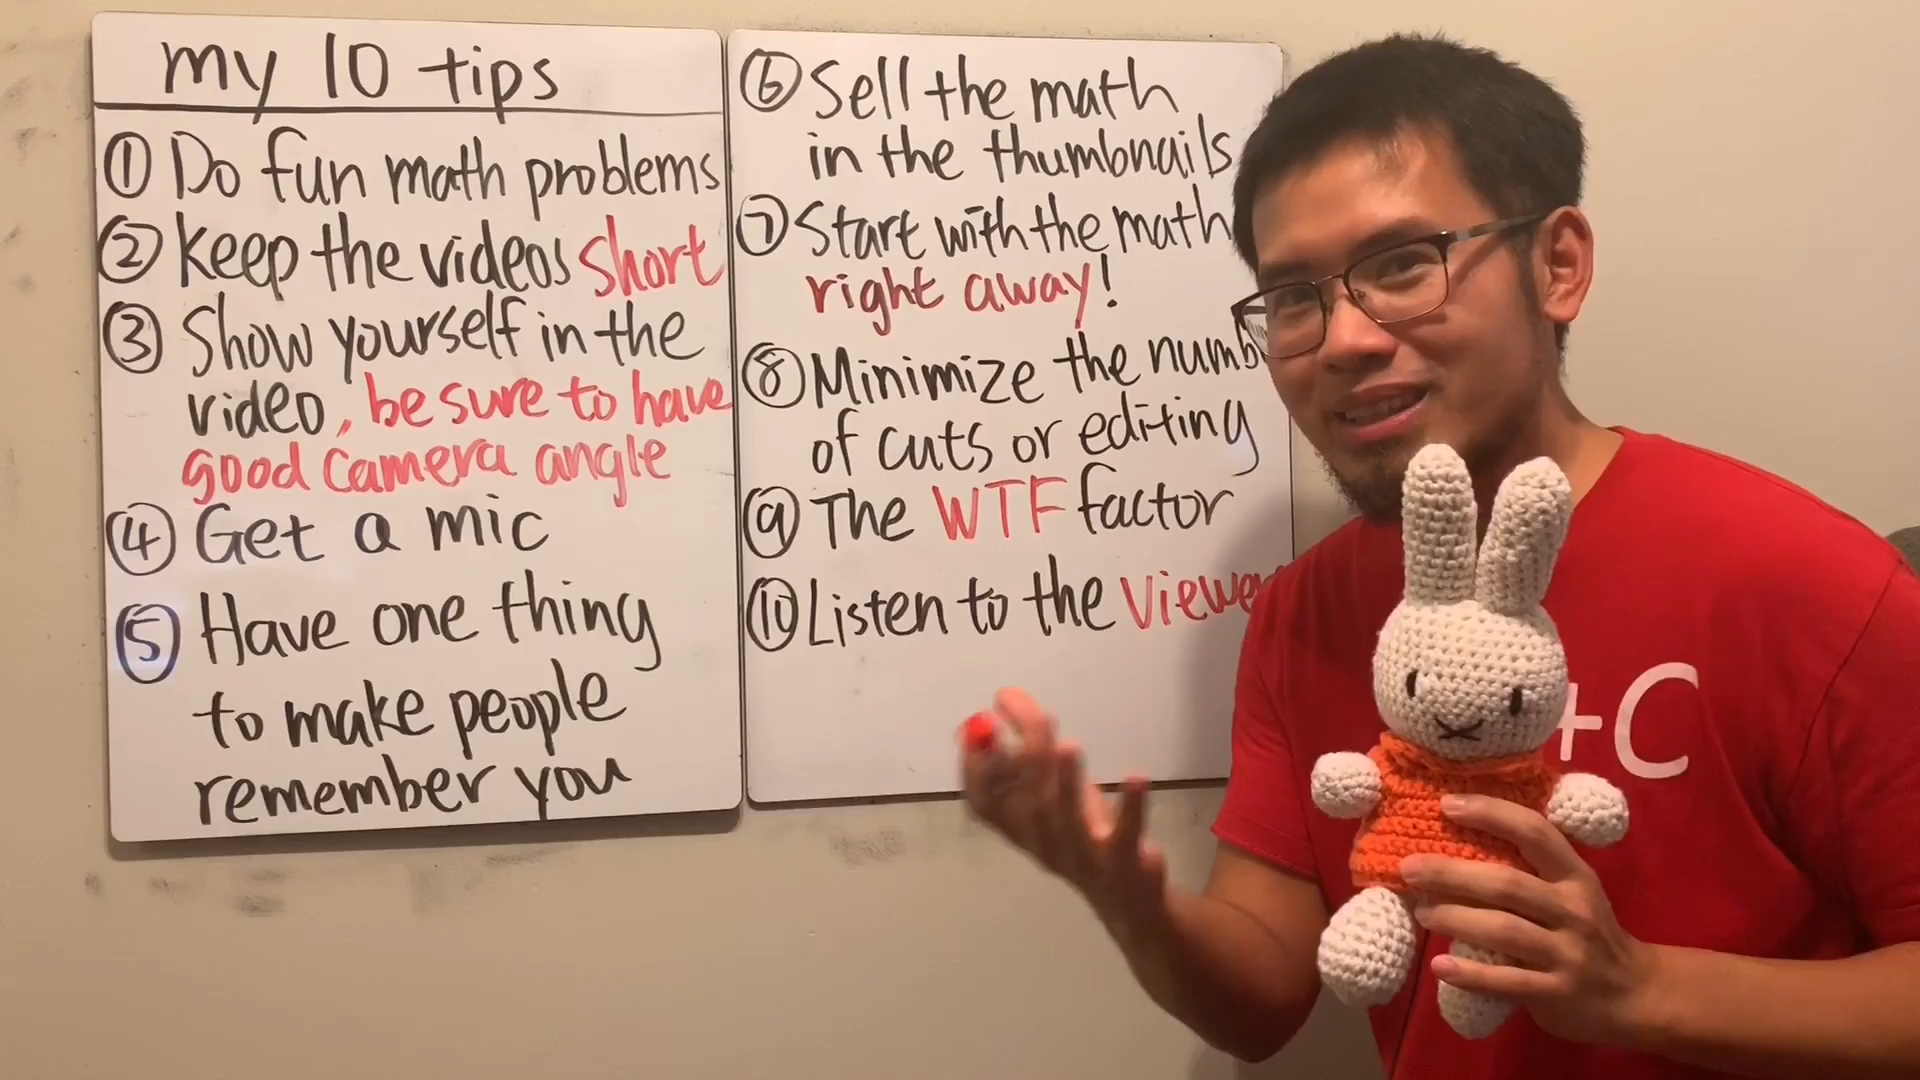 my 10 tips
① Do fun math problems
② Keep the videos short
③ Show yourself in the
video, be sure to have
good camera angle
④ Get a mic
⑤ Have one thing
to make people
remember you
⑥ Sell the math
in the thumbnails
⑦ Start with the math
right away!
⑧ Minimize the numb
of cuts or editing
⑨ The WTF factor
⑩ Listen to the viewe
+C